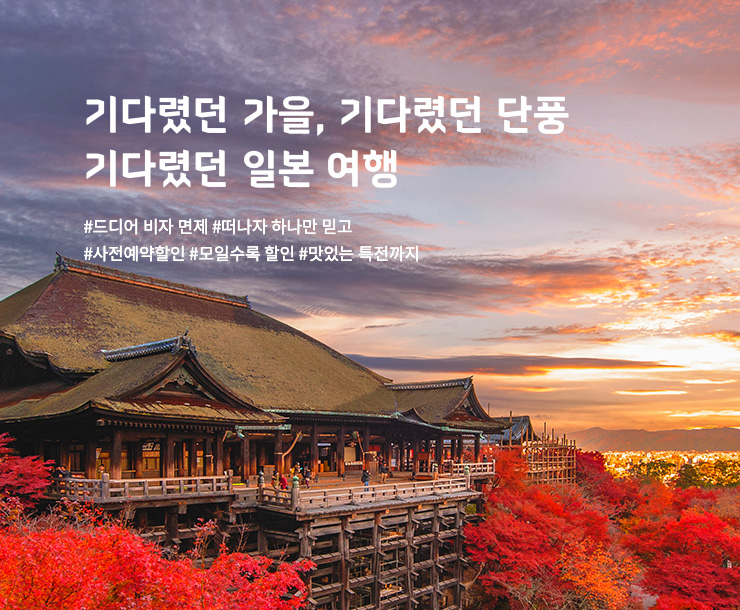 기다렸던 가을, 기다렸던 단풍
기다렸던 일본 여행
#드디어 비자 면제 #떠나자 하나만 믿고
#사전예약할인 #모일수록 할인 #맛있는 특전까지